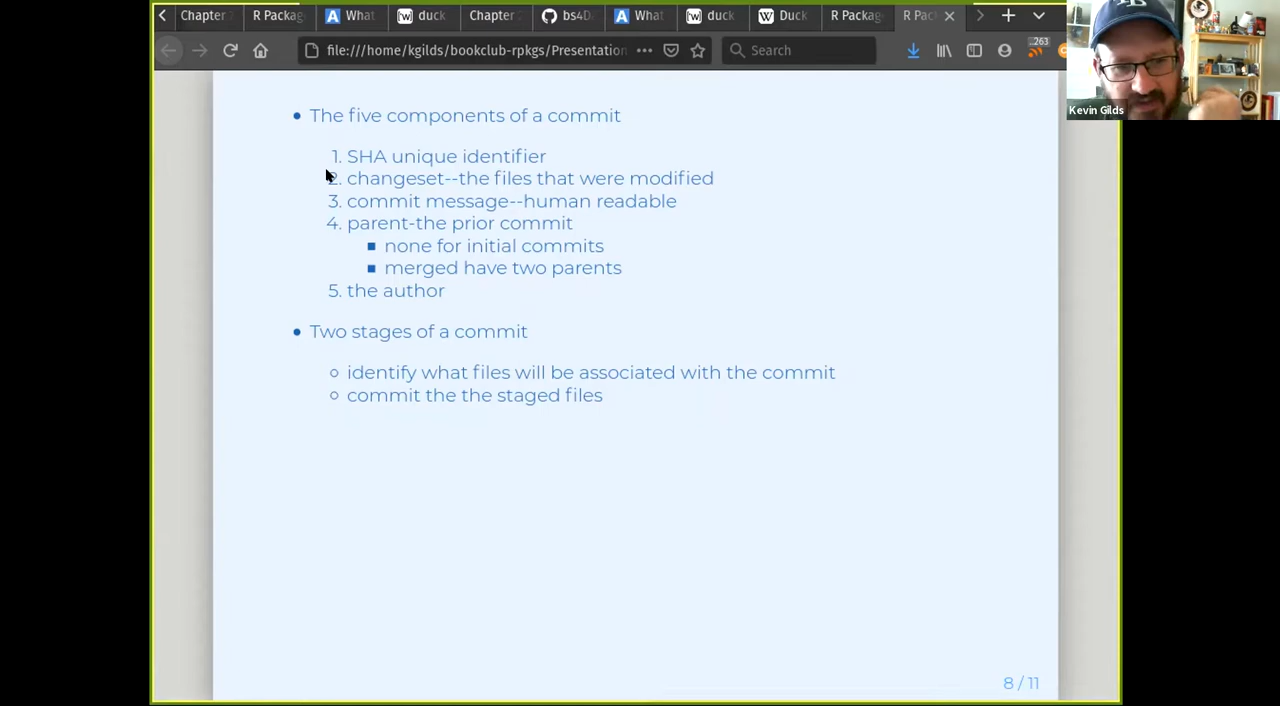 Chapter
R Packag
What
duck
Chapter
bs4D
What
duck
Duck
R Packag
R Pac
file:///home/kgilds/bookclub-rpkgs/Presentation
Search
263
Kevin Gilds
The five components of a commit
1. SHA unique identifier
2. changeset--the files that were modified
3. commit message--human readable
4. parent-the prior commit
none for initial commits
merged have two parents
5. the author
Two stages of a commit
identify what files will be associated with the commit
commit the the staged files
8 / 11